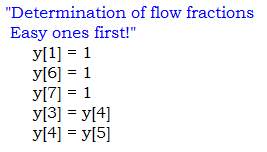 "Determination of flow fractions
Easy ones first!"
y[1] = 1
y[6] = 1
y[7] = 1
y[3] = y[4]
y[4] = y[5]